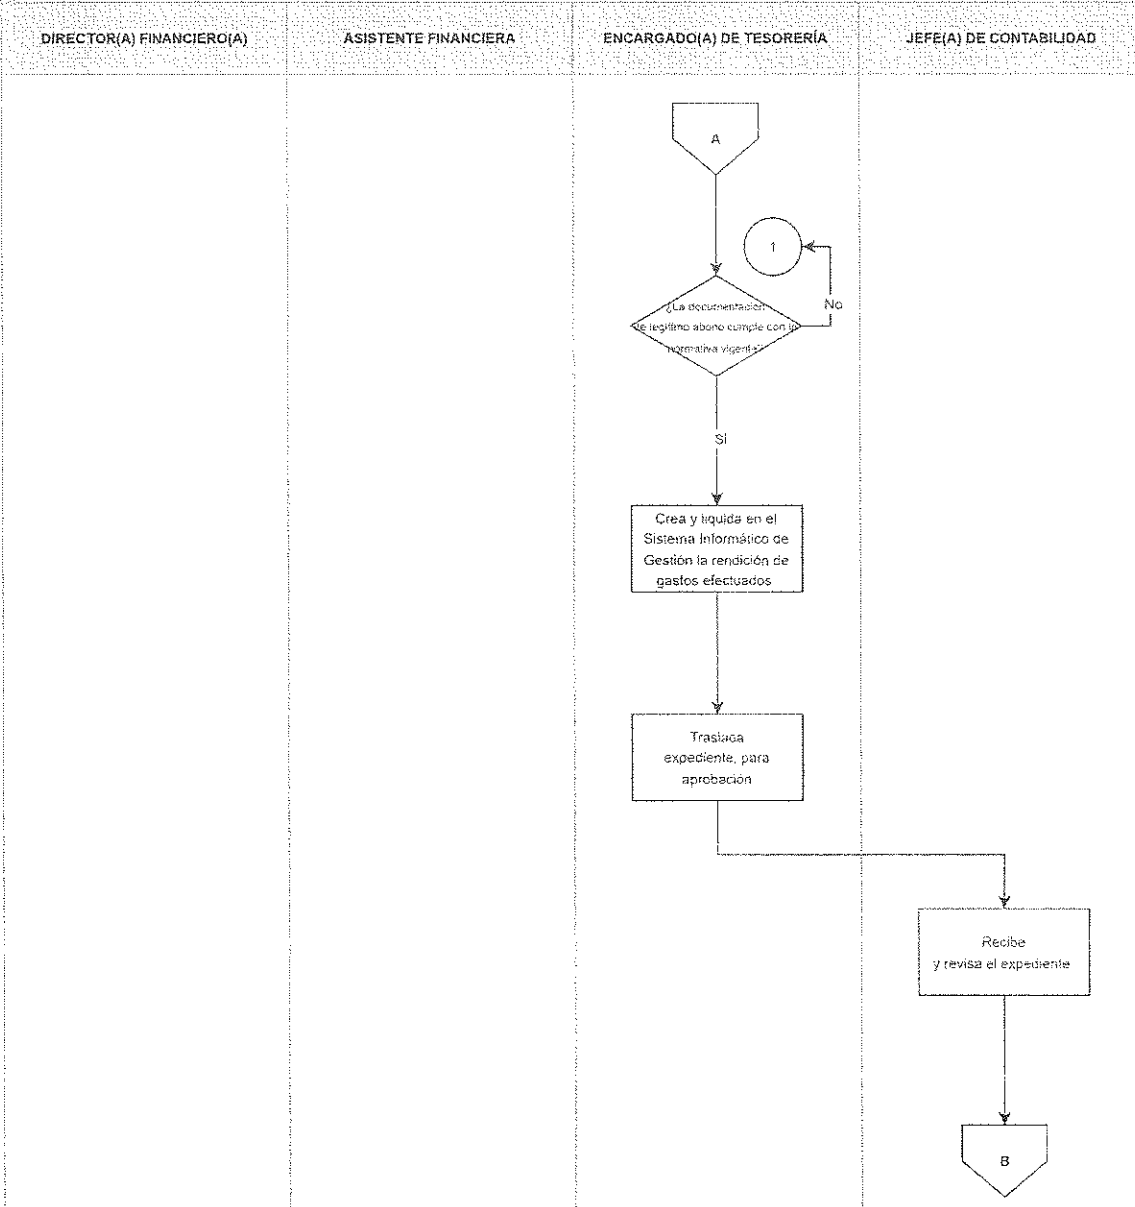 DIRECTOR(A) FINANCIERO(A)
ASISTENTE FINANCIERA
ENCARGADO(A) DE TESORERÍA
JEFE(A) DE CONTABILIDAD
A
1
No
¿La documentación
de legítimo abono cumple con la
normativa vigente?
Sí
Crea y liquida en el
Sistema Informático de
Gestión la rendición de
gastos efectuados
Traslada
expediente, para
aprobación
Recibe
y revisa el expediente
B